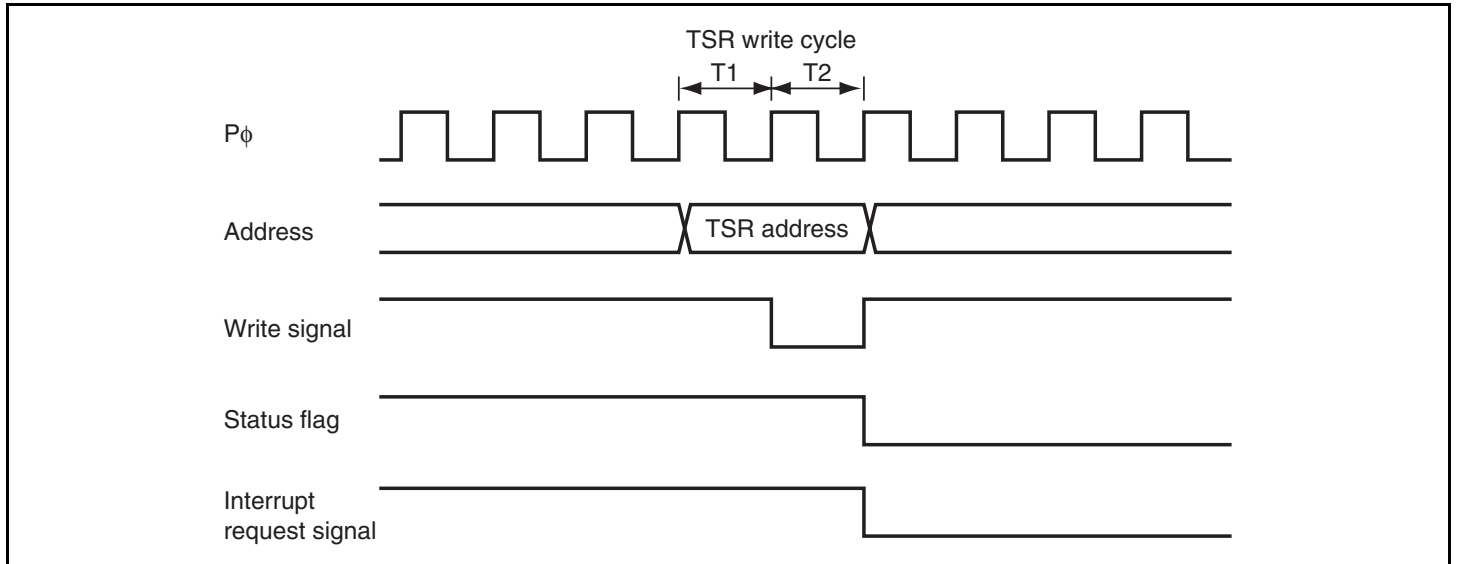 TSR write cycle
T1 T2
Pϕ
Address
TSR address
Write signal
Status flag
Interrupt
request signal